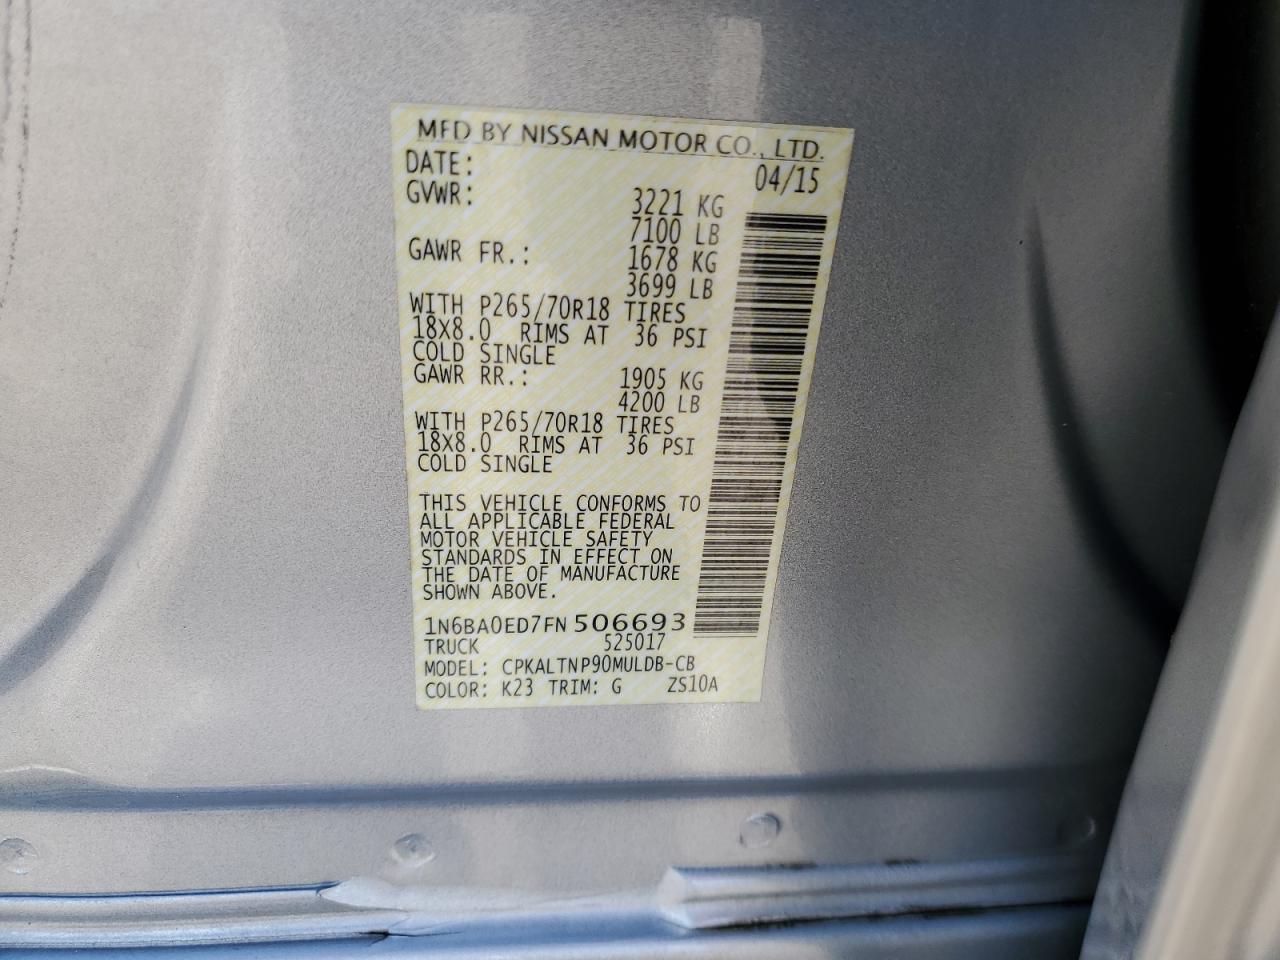 MFD BY NISSAN MOTOR CO., LTD.
DATE: 04/15
GVWR: 3221 KG
7100 LB
GAWR FR.: 1678 KG
3699 LB
WITH P265/70R18 TIRES
18X8.0 RIMS AT 36 PSI
COLD SINGLE
GAWR RR.: 1905 KG
4200 LB
WITH P265/70R18 TIRES
18X8.0 RIMS AT 36 PSI
COLD SINGLE
THIS VEHICLE CONFORMS TO
ALL APPLICABLE FEDERAL
MOTOR VEHICLE SAFETY
STANDARDS IN EFFECT ON
THE DATE OF MANUFACTURE
SHOWN ABOVE.
1N6BA0ED7FN506693
TRUCK 525017
MODEL: CPKALTNP90MULDB-CB
COLOR: K23 TRIM: G ZS10A